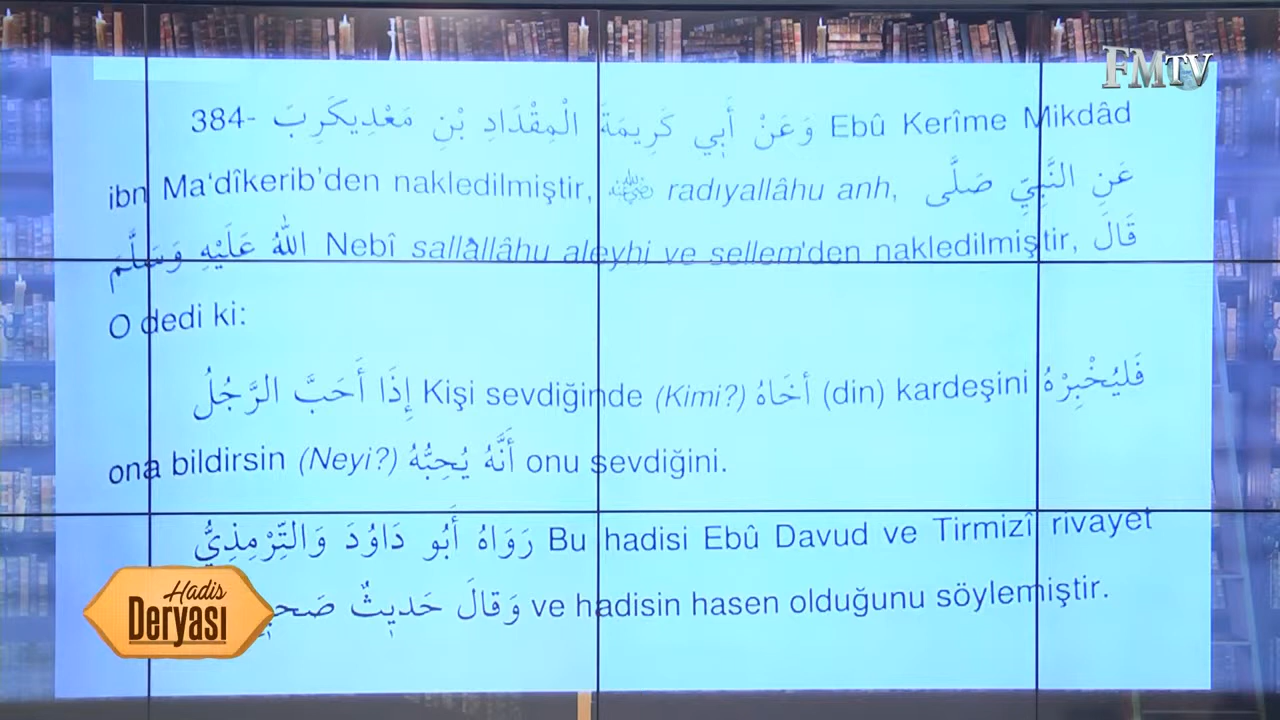 FMTV
384- وَعَنْ أَبِي كَرِيمَةَ الْمِقْدَادِ بْنِ مَعْدِيكَرِبَ Ebû Kerîme Mikdâd
ibn Ma'dîkerib'den nakledilmiştir, radıyallâhu anh, عَنِ النَّبِيِّ صَلَّى
اللهُ عَلَيْهِ وَسَلَّمَ Nebî sallâllâhu aleyhi ve sellem'den nakledilmiştir, قَالَ
O dedi ki:
إِذَا أَحَبَّ الرَّجُلُ Kişi sevdiğinde (Kimi?) أَخَاهُ (din) kardeşini فَليُخْبِرْهُ
ona bildirsin (Neyi?) أَنَّهُ يُحِبُّهُ onu sevdiğini.
رَوَاهُ أَبُو دَاوُدَ وَالتِّرْمِذِيُّ Bu hadisi Ebû Davud ve Tirmizî rivayet
وَقالَ حَدِيثٌ ve hadisin hasen olduğunu söylemiştir.
Hadis
Deryası